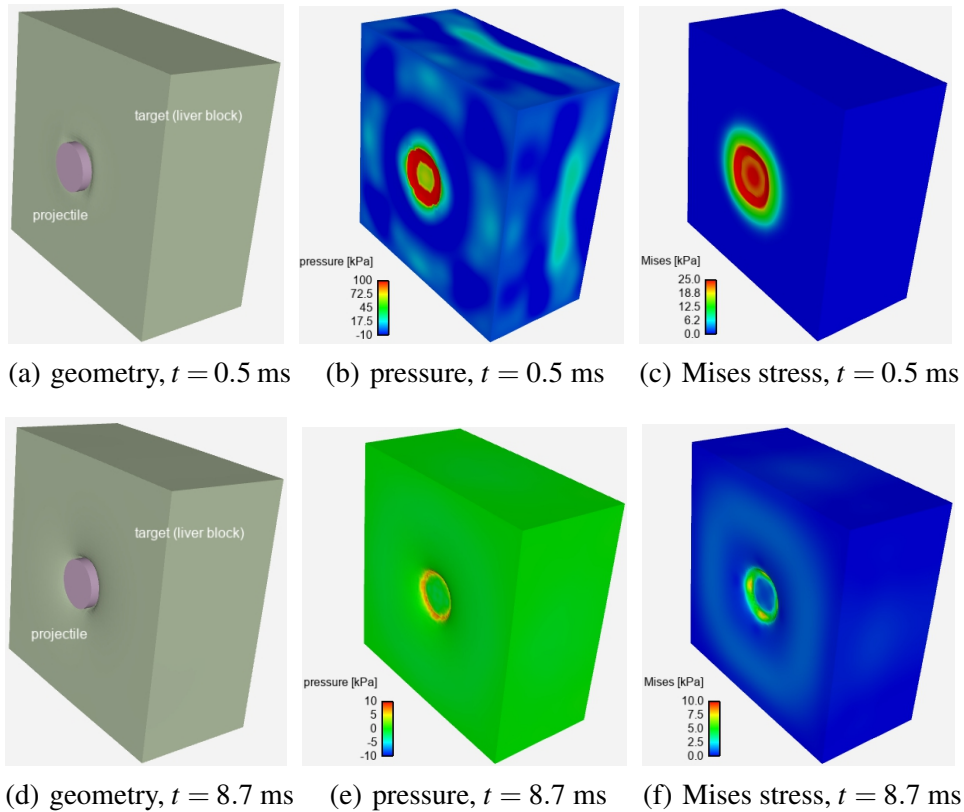 target (liver block)
projectile
pressure [kPa]
100
72.5
45
17.5
-10
Mises [kPa]
25.0
18.8
12.5
6.2
0.0
(a) geometry, t = 0.5 ms (b) pressure, t = 0.5 ms (c) Mises stress, t = 0.5 ms
target (liver block)
projectile
pressure [kPa]
10
5
0
-5
-10
Mises [kPa]
10.0
7.5
5.0
2.5
0.0
(d) geometry, t = 8.7 ms (e) pressure, t = 8.7 ms (f) Mises stress, t = 8.7 ms